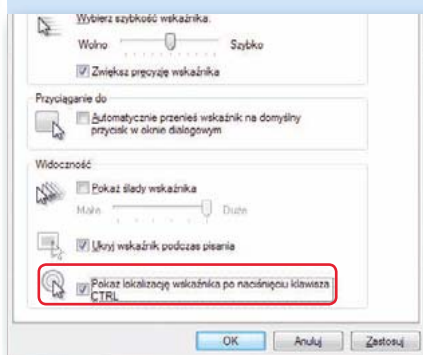 Wybierz szybkość wskaźnika.
Wolno Szybko
Zwiększ precyzję wskaźnika
Przyciąganie do
Automatycznie przenieś wskaźnik na domyślny
przycisk w oknie dialogowym
Widoczność
Pokaż ślady wskaźnika
Małe Duże
Ukryj wskaźnik podczas pisania
Pokaż lokalizację wskaźnika po naciśnięciu klawisza
CTRL
OK Anuluj Zastosuj